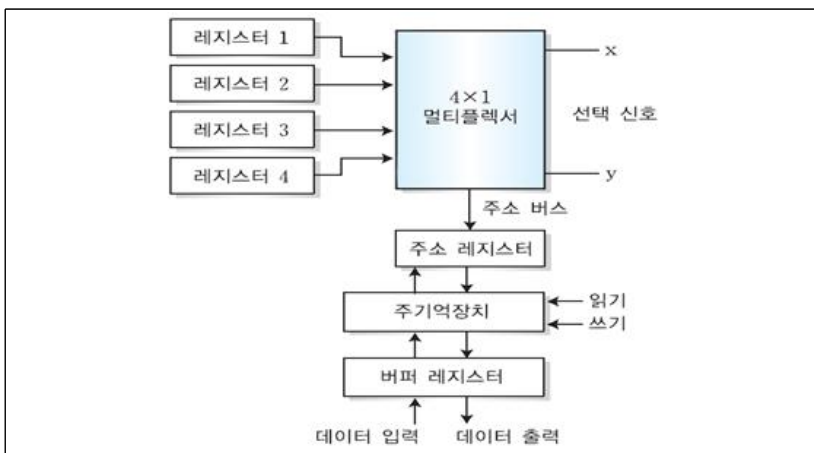 레지스터 1
레지스터 2
레지스터 3
레지스터 4
4×1
멀티플렉서
x
선택 신호
y
주소 버스
주소 레지스터
주기억장치
읽기
쓰기
버퍼 레지스터
데이터 입력
데이터 출력